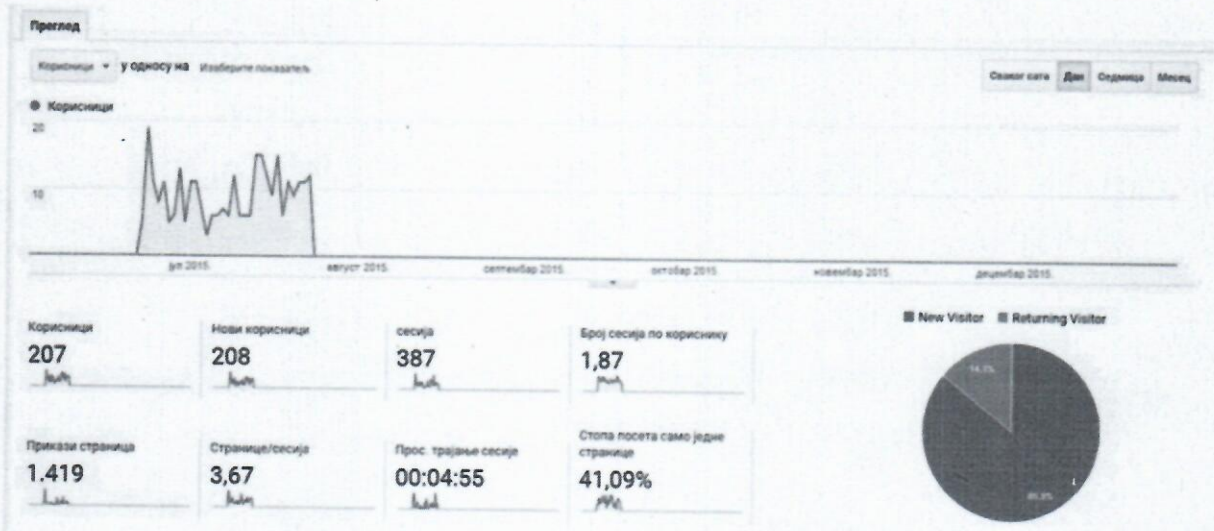 Преглед
Корисници у односу на Изаберите показатељ
Сваког сата Дан Седмица Месец
Корисници
20
10
јул 2015. август 2015. септембар 2015. октобар 2015. новембар 2015. децембар 2015.
New Visitor Returning Visitor
Корисници Нови корисници сесија Број сесија по кориснику
207 208 387 1,87
Прикази страница Странице/сесија Прос. трајање сесије Стопа посета само једне
странице
1.419 3,67 00:04:55 41,09%